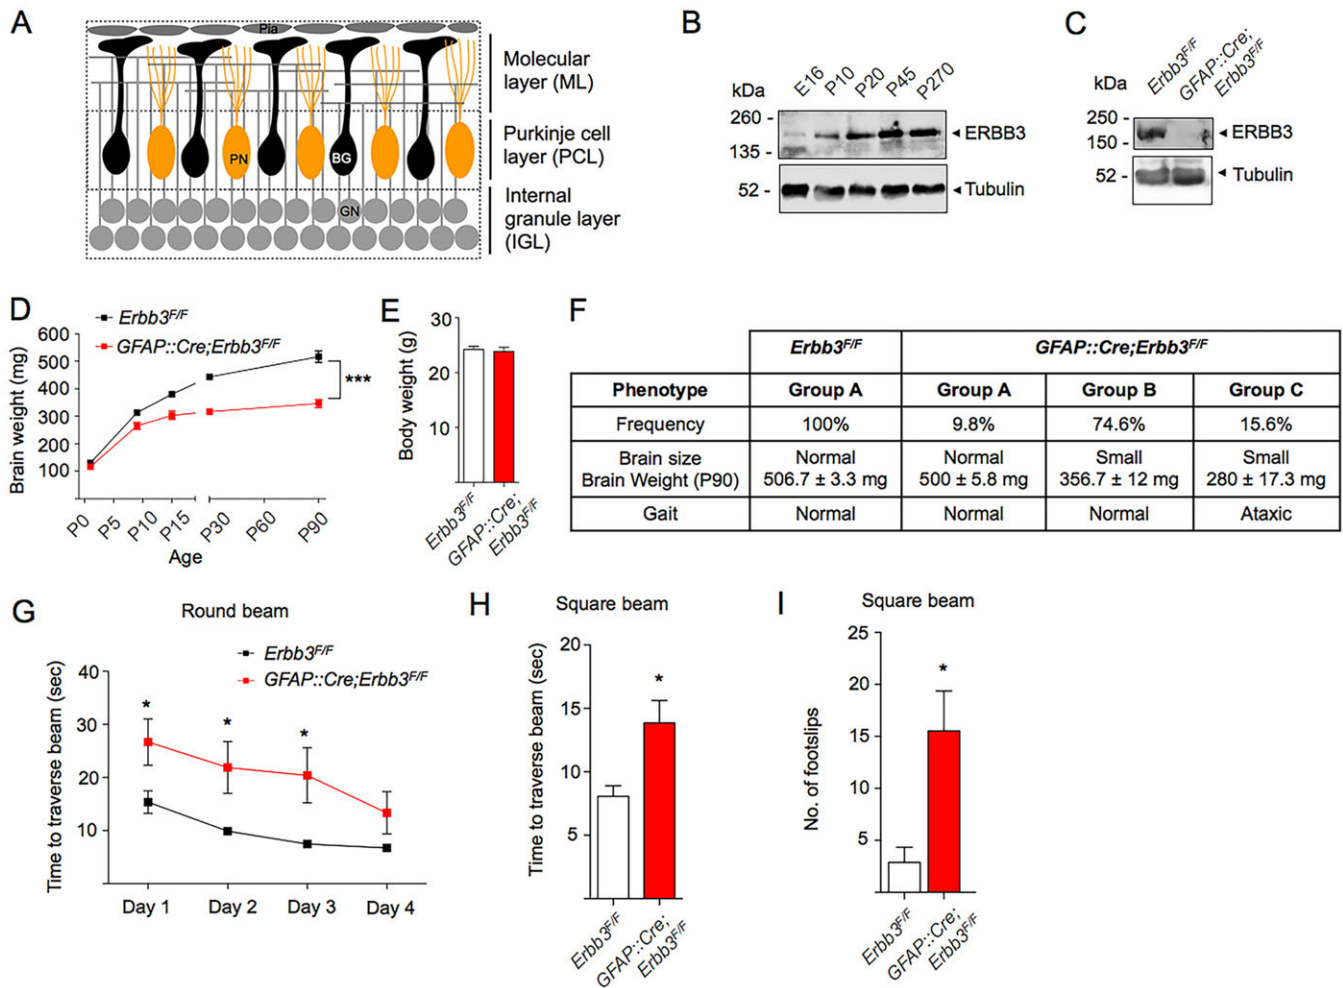 A
Pia
PN
BG
GN
Molecular
layer (ML)
Purkinje cell
layer (PCL)
Internal
granule layer
(IGL)
B
kDa
E16
P10
P20
P45
P270
260 -
135 -
52 -
ERBB3
Tubulin
C
kDa
Erbb3F/F
GFAP::Cre;
Erbb3F/F
250 -
150 -
52 -
ERBB3
Tubulin
D
Erbb3F/F
GFAP::Cre;Erbb3F/F
Brain weight (mg)
600
500
400
300
200
100
***
P0
P5
P10
P15
P30
P60
P90
Age
E
Body weight (g)
30
20
10
Erbb3F/F
GFAP::Cre;
Erbb3F/F
F
Erbb3F/F GFAP::Cre;Erbb3F/F
Phenotype Group A Group A Group B Group C
Frequency 100% 9.8% 74.6% 15.6%
Brain size Normal Normal Small Small
Brain Weight (P90) 506.7 ± 3.3 mg 500 ± 5.8 mg 356.7 ± 12 mg 280 ± 17.3 mg
Gait Normal Normal Normal Ataxic
G
Round beam
Erbb3F/F
GFAP::Cre;Erbb3F/F
Time to traverse beam (sec)
40
30
20
10
*
*
*
Day 1
Day 2
Day 3
Day 4
H
Square beam
Time to traverse beam (sec)
20
15
10
5
*
Erbb3F/F
GFAP::Cre;
Erbb3F/F
I
Square beam
No. of footslips
25
20
15
10
5
*
Erbb3F/F
GFAP::Cre;
Erbb3F/F